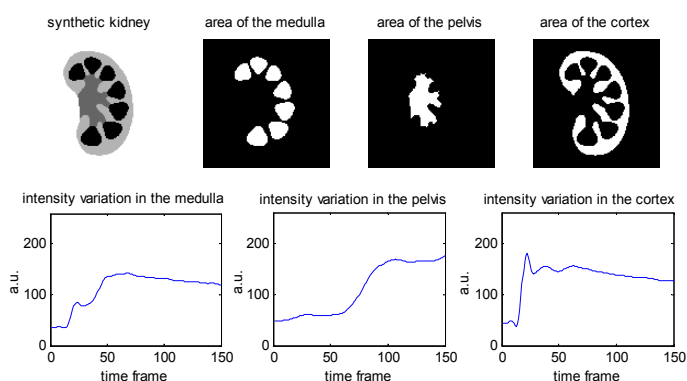 synthetic kidney
area of the medulla
area of the pelvis
area of the cortex
intensity variation in the medulla
200
100
0
a.u.
0
50
100
150
time frame
intensity variation in the pelvis
200
100
0
a.u.
0
50
100
150
time frame
intensity variation in the cortex
200
100
0
a.u.
0
50
100
150
time frame